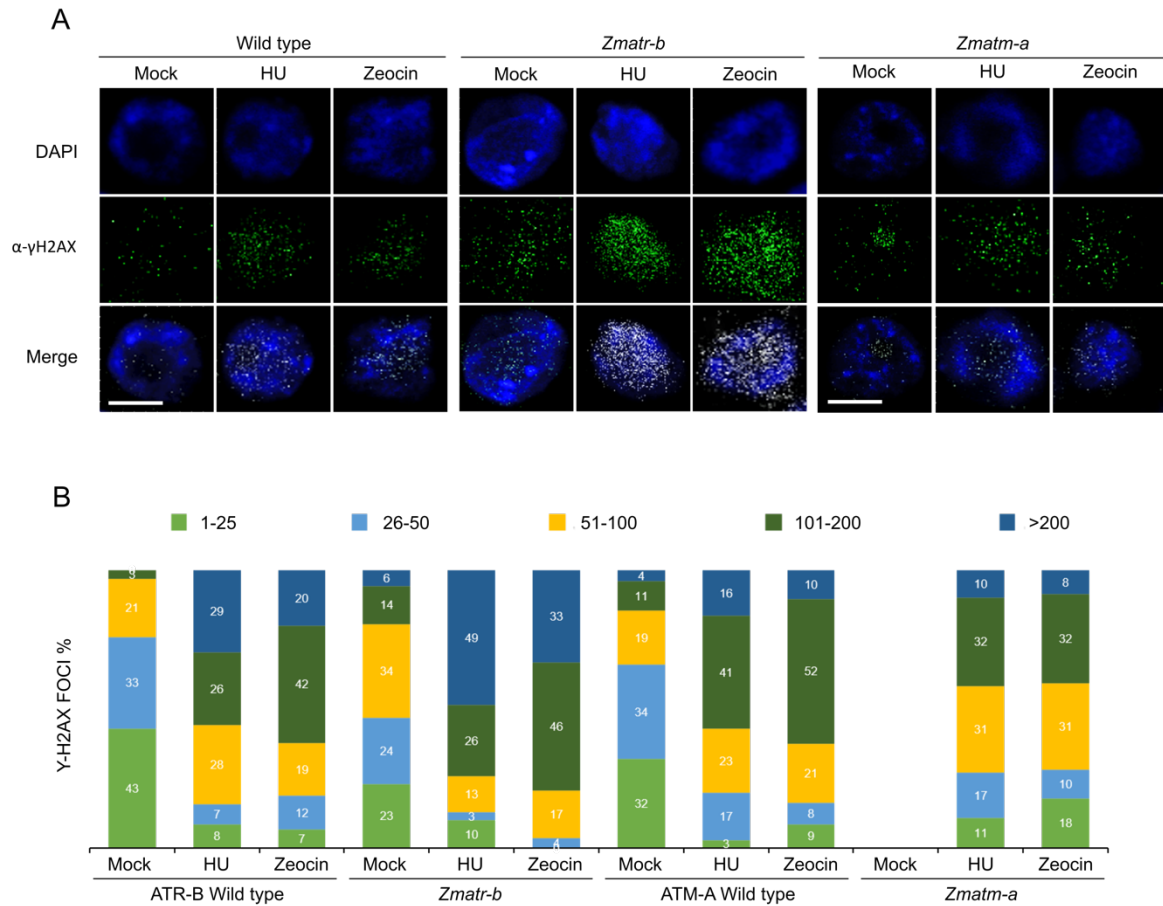 A
Wild type Zmatr-b Zmatm-a
Mock HU Zeocin Mock HU Zeocin Mock HU Zeocin
DAPI
α-γH2AX
Merge
B
1-25 26-50 51-100 101-200 >200
Y-H2AX FOCI %
3 29 20 6 49 33 4 16 10 10 8
21 26 42 14 26 46 11 41 52 32 32
33 28 19 34 13 17 19 23 21 31 31
43 7 12 24 3 4 34 17 8 17 10
8 7 23 10 32 3 9 11 18
Mock HU Zeocin Mock HU Zeocin Mock HU Zeocin Mock HU Zeocin
ATR-B Wild type Zmatr-b ATM-A Wild type Zmatm-a